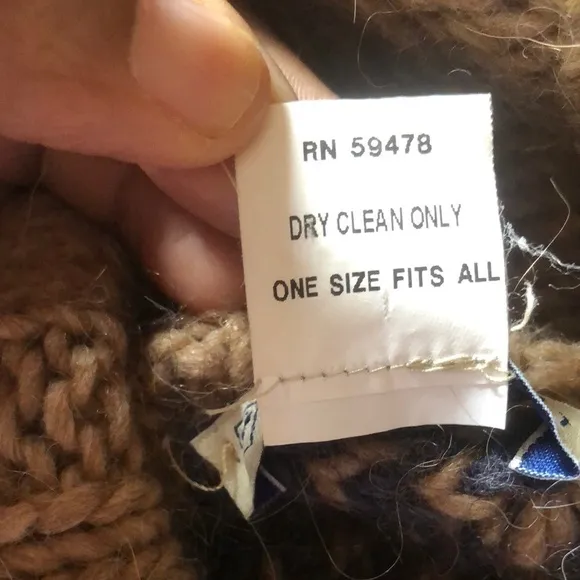 RN 59478
DRY CLEAN ONLY
ONE SIZE FITS ALL